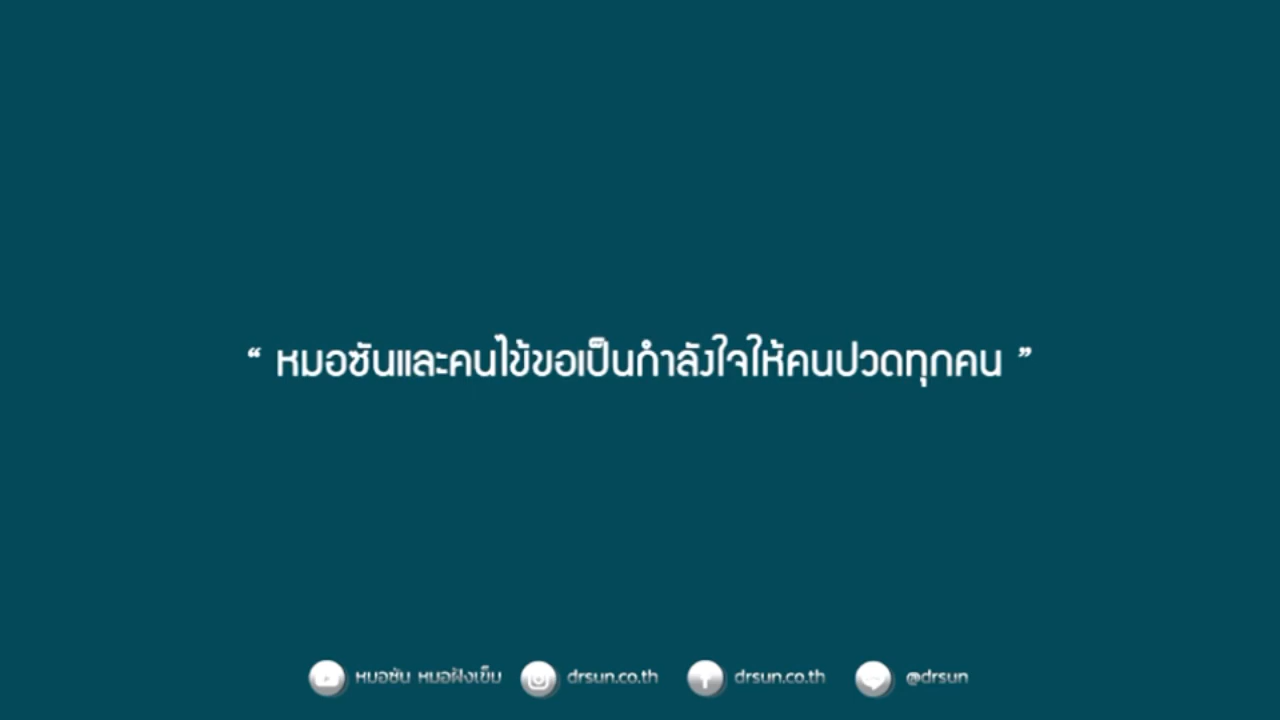 “ หมอซันและคนไข้ขอเป็นกำลังใจให้คนปวดทุกคน ”
หมอซัน หมอฝังเข็ม drsun.co.th drsun.co.th @drsun